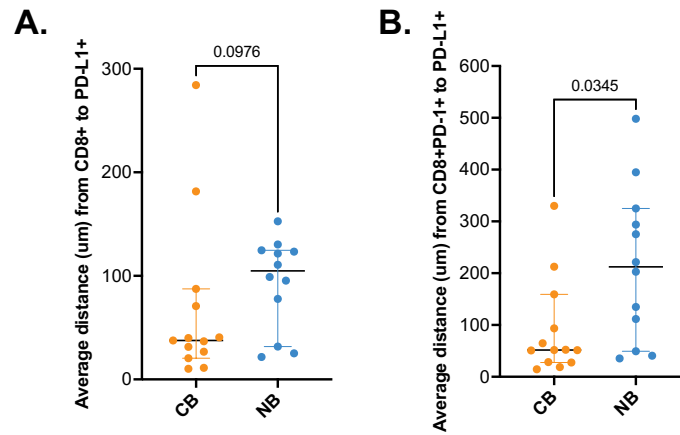 A.
Average distance (um) from CD8+ to PD-L1+
300
200
100
0
0.0976
CB
NB
B.
Average distance (um) from CD8+PD-1+ to PD-L1+
600
500
400
300
200
100
0
0.0345
CB
NB